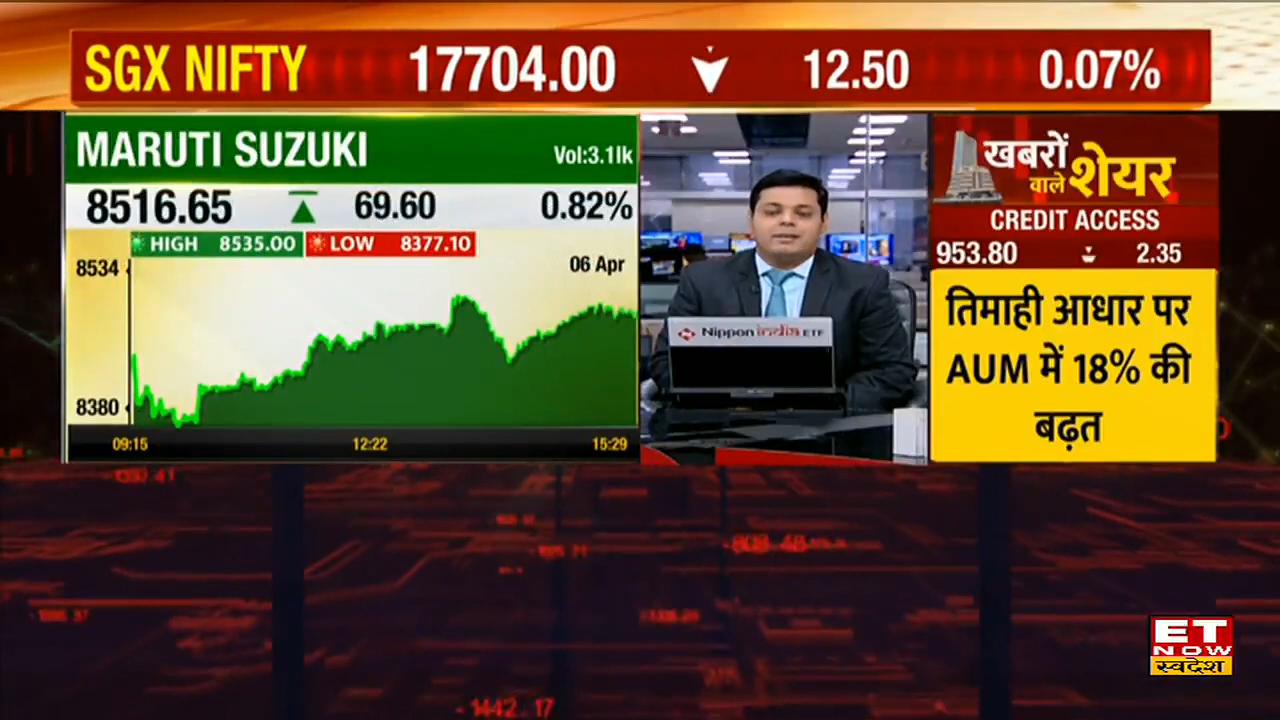 SGX NIFTY 17704.00 12.50 0.07%
MARUTI SUZUKI Vol:3.1lk
8516.65 69.60 0.82%
HIGH 8535.00 LOW 8377.10
8534 06 Apr
8380
09:15 12:22 15:29
Nippon india ETF
खबरों
वाले शेयर
CREDIT ACCESS
953.80 2.35
तिमाही आधार पर
AUM में 18% की
बढ़त
-1442.17
ET
NOW
स्वदेश